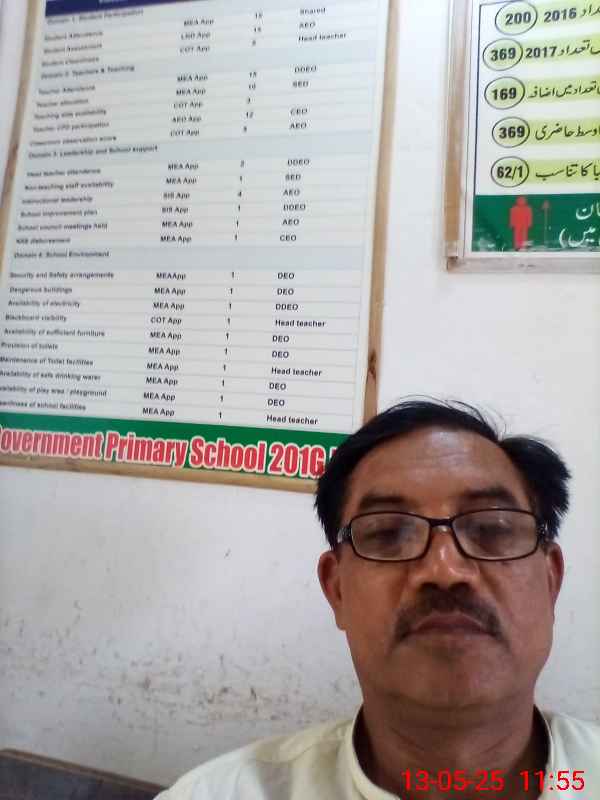 Domain 1: Student Participation
Student Attendance MEA App 15 Shared
Student Assessment LND App 15 AEO
Student cleanliness COT App 5 Head teacher
Domain 2: Teachers & Teaching
Teacher Attendance MEA App 15 DDEO
Teacher allocation MEA App 10 SED
Teaching aids availability COT App 3
Teacher CPD participation AEO App 12 CEO
Classroom observation score COT App 5 AEO
Domain 3: Leadership and School support
Head teacher attendance MEA App 2 DDEO
Non-teaching staff availability MEA App 1 SED
Instructional leadership SIS App 4 AEO
School improvement plan SIS App 1 DDEO
School council meetings held MEA App 1 AEO
NSB disbursement MEA App 1 CEO
Domain 4: School Environment
Security and Safety arrangements MEAApp 1 DEO
Dangerous buildings MEA App 1 DEO
Availability of electricity MEA App 1 DDEO
Blackboard visibility COT App 1 Head teacher
Availability of sufficient furniture MEA App 1 DEO
Provision of toilets MEA App 1 DEO
Maintenance of Toilet facilities MEA App 1 Head teacher
Availability of safe drinking water MEA App 1 DEO
Availability of play area / playground MEA App 1 DEO
Cleanliness of school facilities MEA App 1 Head teacher
Government Primary School 2016
داد 2016 200
تعداد 2017 369
تعداد میں اضافہ 169
اوسط حاضری 369
کا تناسب 62/1
میں)
13-05-25 11:55